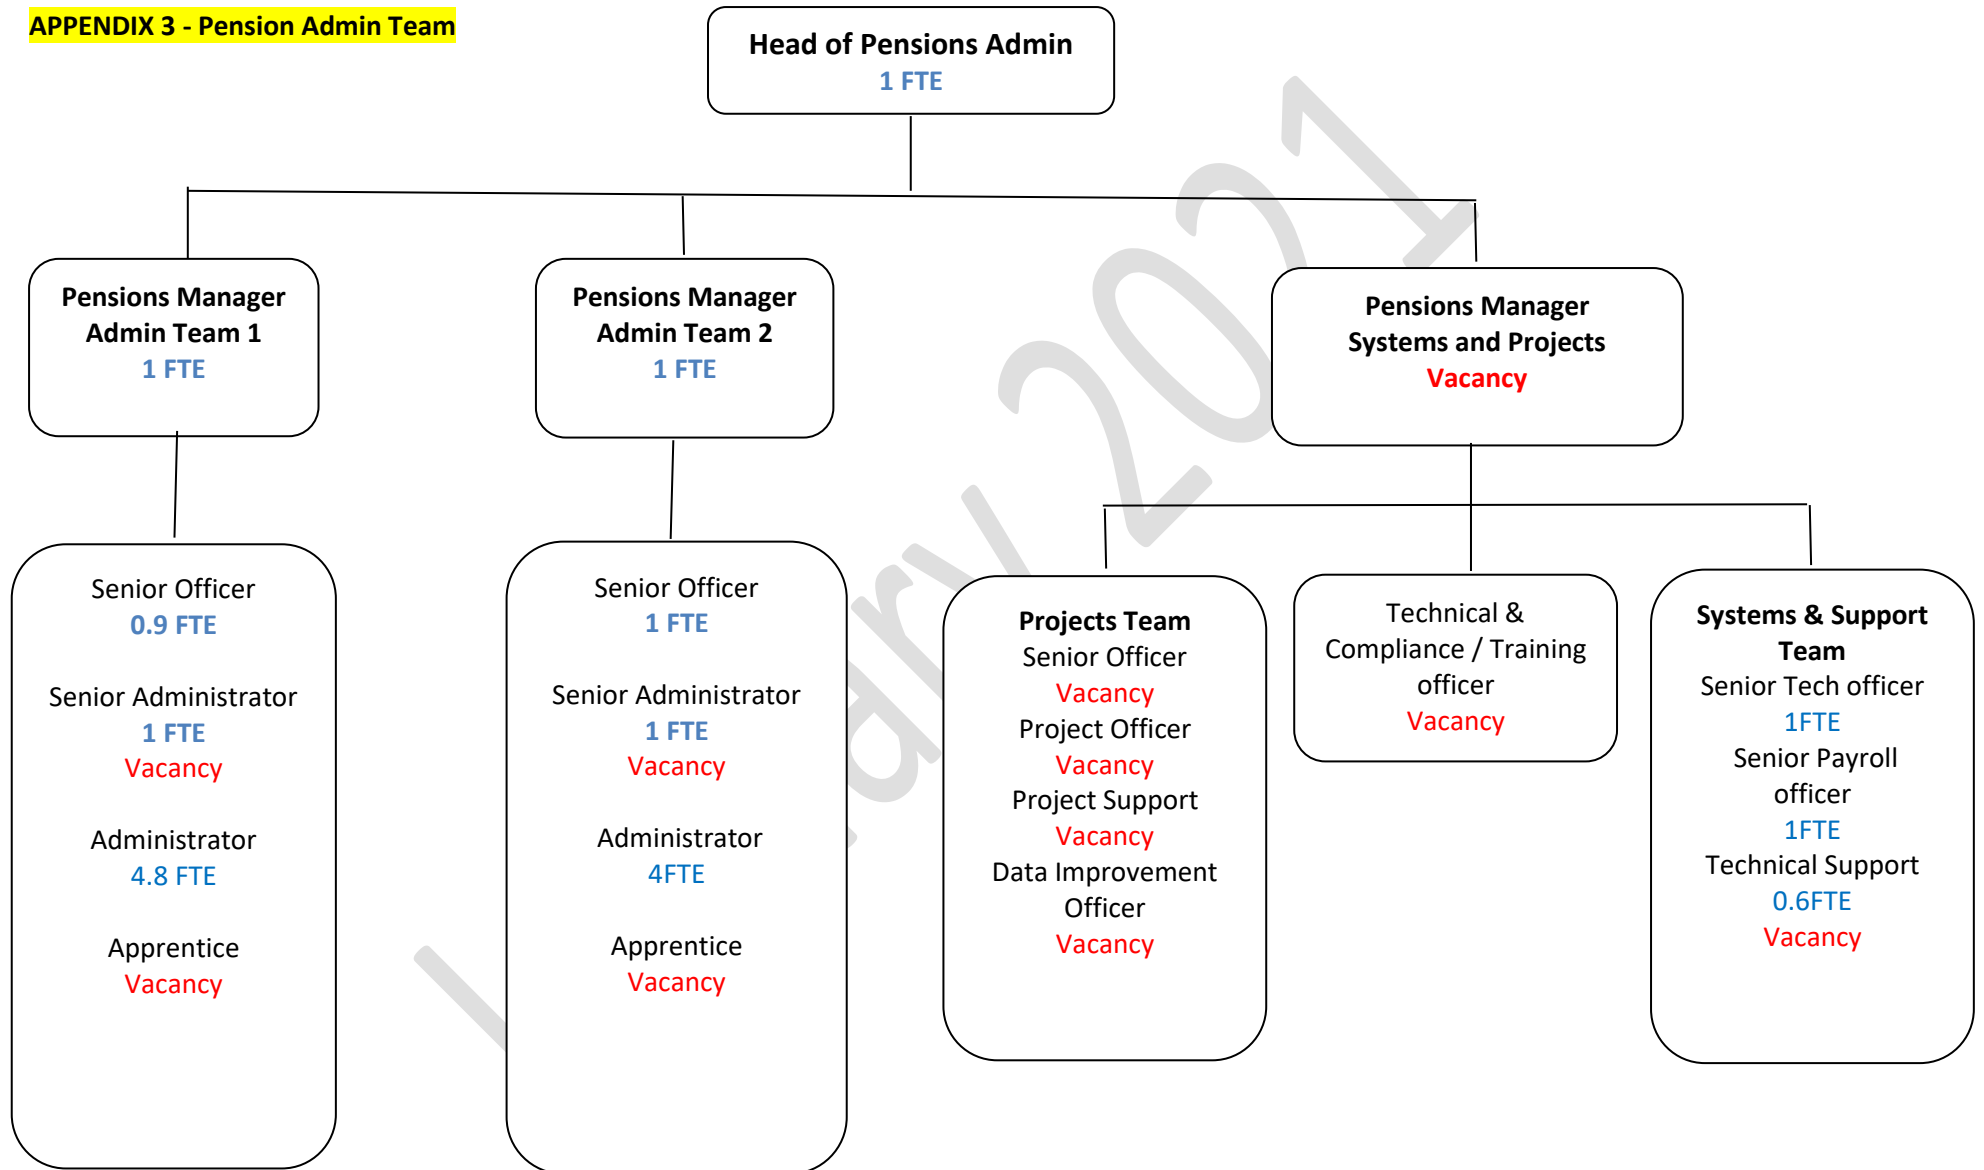 APPENDIX 3 - Pension Admin Team
Head of Pensions Admin
1 FTE
Pensions Manager
Admin Team 1
1 FTE
Pensions Manager
Admin Team 2
1 FTE
Pensions Manager
Systems and Projects
Vacancy
Senior Officer
0.9 FTE
Senior Administrator
1 FTE
Vacancy
Administrator
4.8 FTE
Apprentice
Vacancy
Senior Officer
1 FTE
Senior Administrator
1 FTE
Vacancy
Administrator
4FTE
Apprentice
Vacancy
Projects Team
Senior Officer
Vacancy
Project Officer
Vacancy
Project Support
Vacancy
Data Improvement
Officer
Vacancy
Technical &
Compliance / Training
officer
Vacancy
Systems & Support
Team
Senior Tech officer
1FTE
Senior Payroll
officer
1FTE
Technical Support
0.6FTE
Vacancy
2021